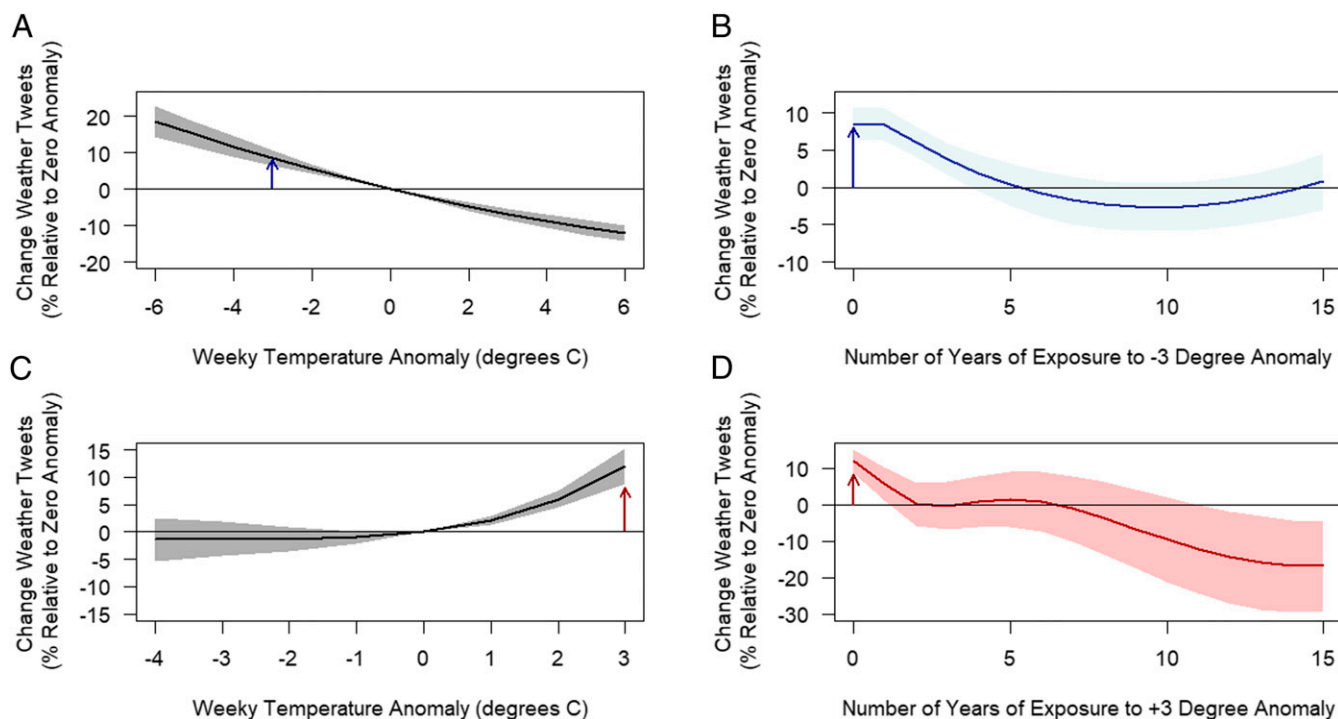 A
Change Weather Tweets
(% Relative to Zero Anomaly)
20
10
0
-10
-20
-6
-4
-2
0
2
4
6
Weeky Temperature Anomaly (degrees C)
B
Change Weather Tweets
(% Relative to Zero Anomaly)
10
5
0
-5
-10
0
5
10
15
Number of Years of Exposure to -3 Degree Anomaly
C
Change Weather Tweets
(% Relative to Zero Anomaly)
15
10
5
0
-5
-10
-15
-4
-3
-2
-1
0
1
2
3
Weeky Temperature Anomaly (degrees C)
D
Change Weather Tweets
(% Relative to Zero Anomaly)
10
0
-10
-20
-30
0
5
10
15
Number of Years of Exposure to +3 Degree Anomaly